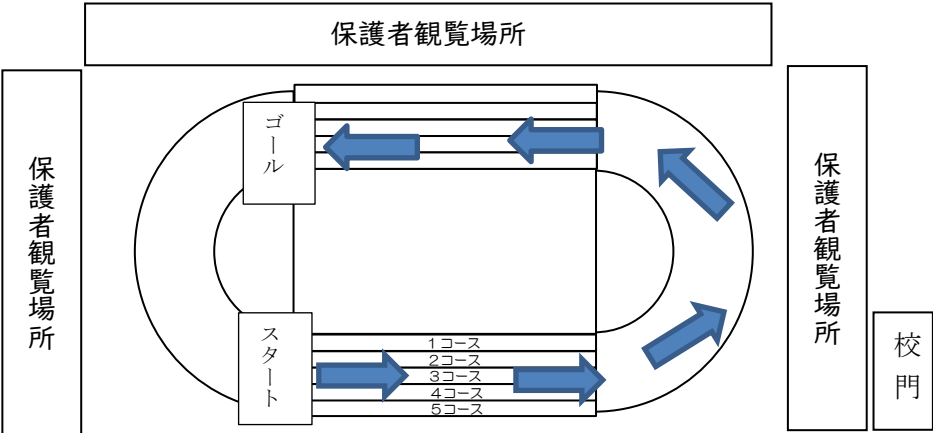 保護者観覧場所
保護者観覧場所
ゴール
保護者観覧場所
校門
スタート
１コース
２コース
３コース
４コース
５コース